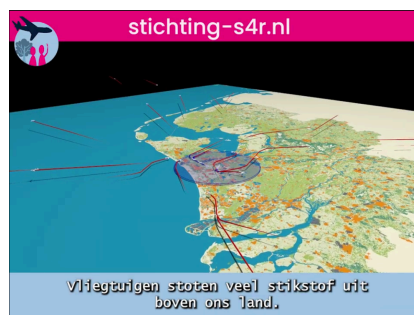 stichting-s4r.nl
Vliegtuigen stoten veel stikstof uit
boven ons land.